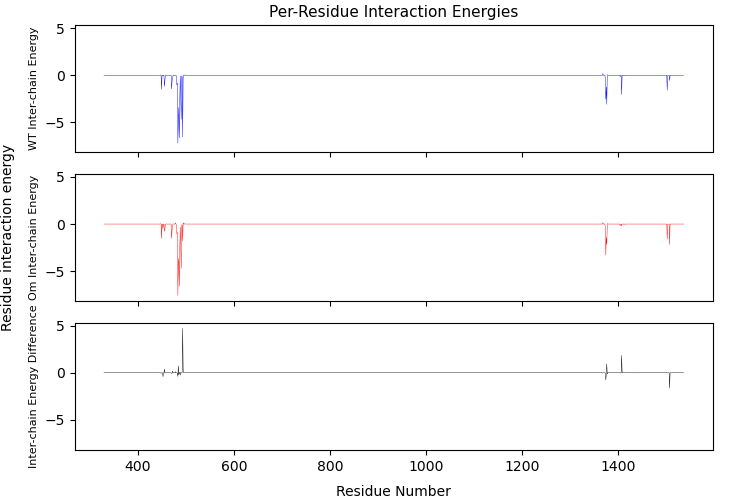 Per-Residue Interaction Energies
Residue interaction energy
WT Inter-chain Energy
5
0
−5
Om Inter-chain Energy
5
0
−5
Inter-chain Energy Difference
5
0
−5
400 600 800 1000 1200 1400
Residue Number